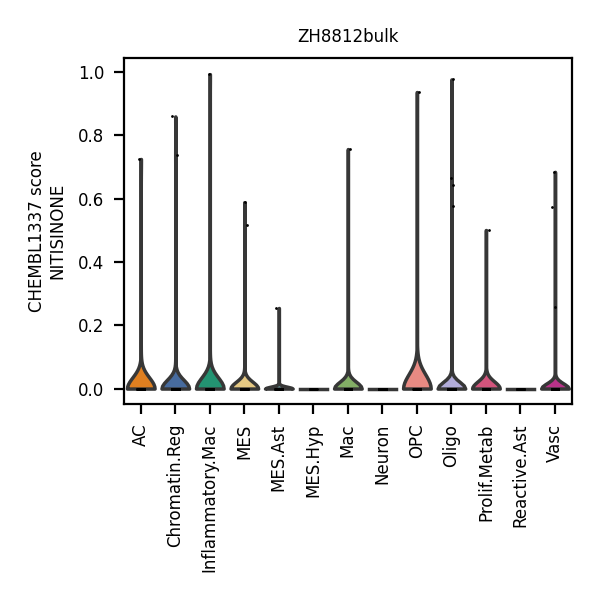 ZH8812bulk
CHEMBL1337 score
NITISINONE
1.0
0.8
0.6
0.4
0.2
0.0
AC
Chromatin.Reg
Inflammatory.Mac
MES
MES.Ast
MES.Hyp
Mac
Neuron
OPC
Oligo
Prolif.Metab
Reactive.Ast
Vasc